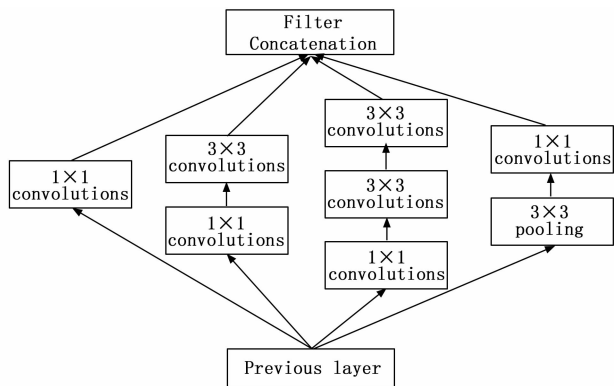 Filter
Concatenation
3×3
convolutions
3×3
convolutions
1×1
convolutions
1×1
convolutions
3×3
convolutions
1×1
convolutions
3×3
pooling
1×1
convolutions
Previous layer